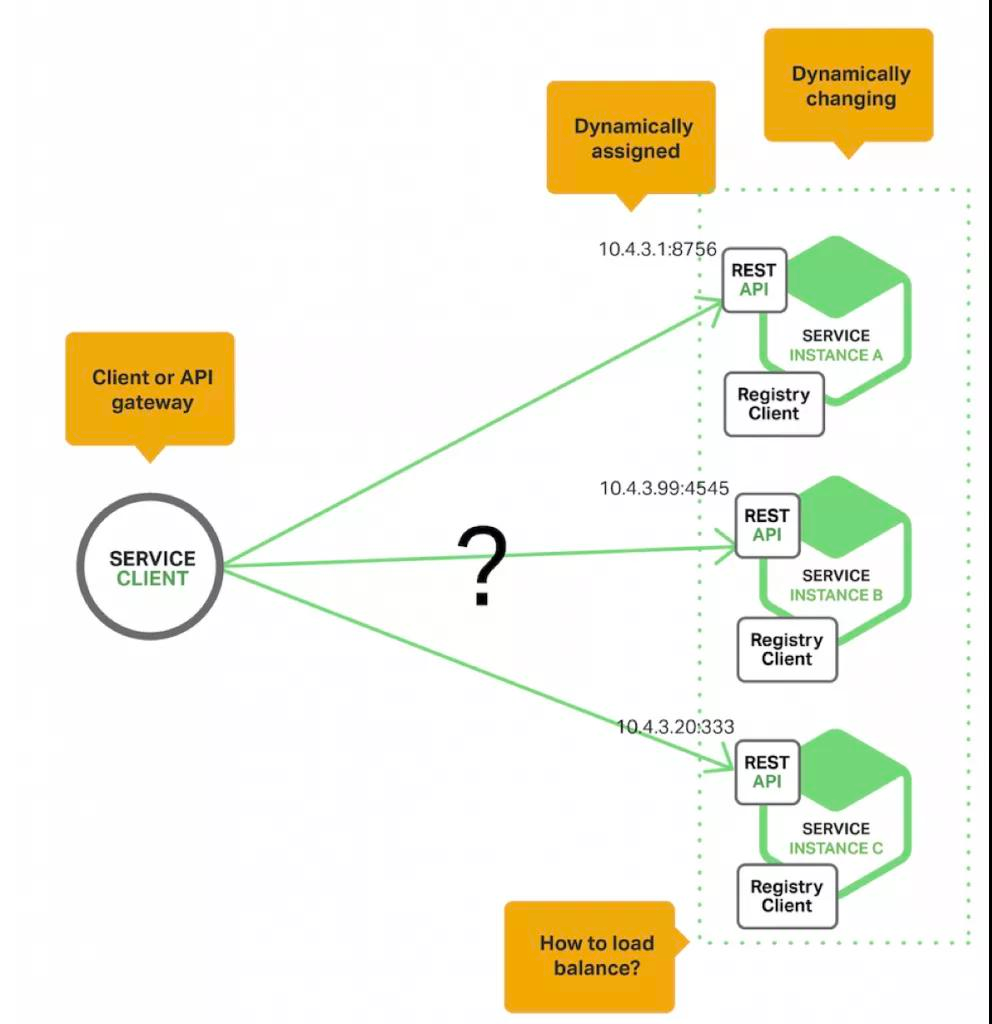 Dynamically
changing
Dynamically
assigned
10.4.3.1:8756
REST
API
SERVICE
INSTANCE A
Registry
Client
Client or API
gateway
10.4.3.99:4545
REST
API
SERVICE
CLIENT
?
SERVICE
INSTANCE B
Registry
Client
10.4.3.20:333
REST
API
SERVICE
INSTANCE C
Registry
Client
How to load
balance?